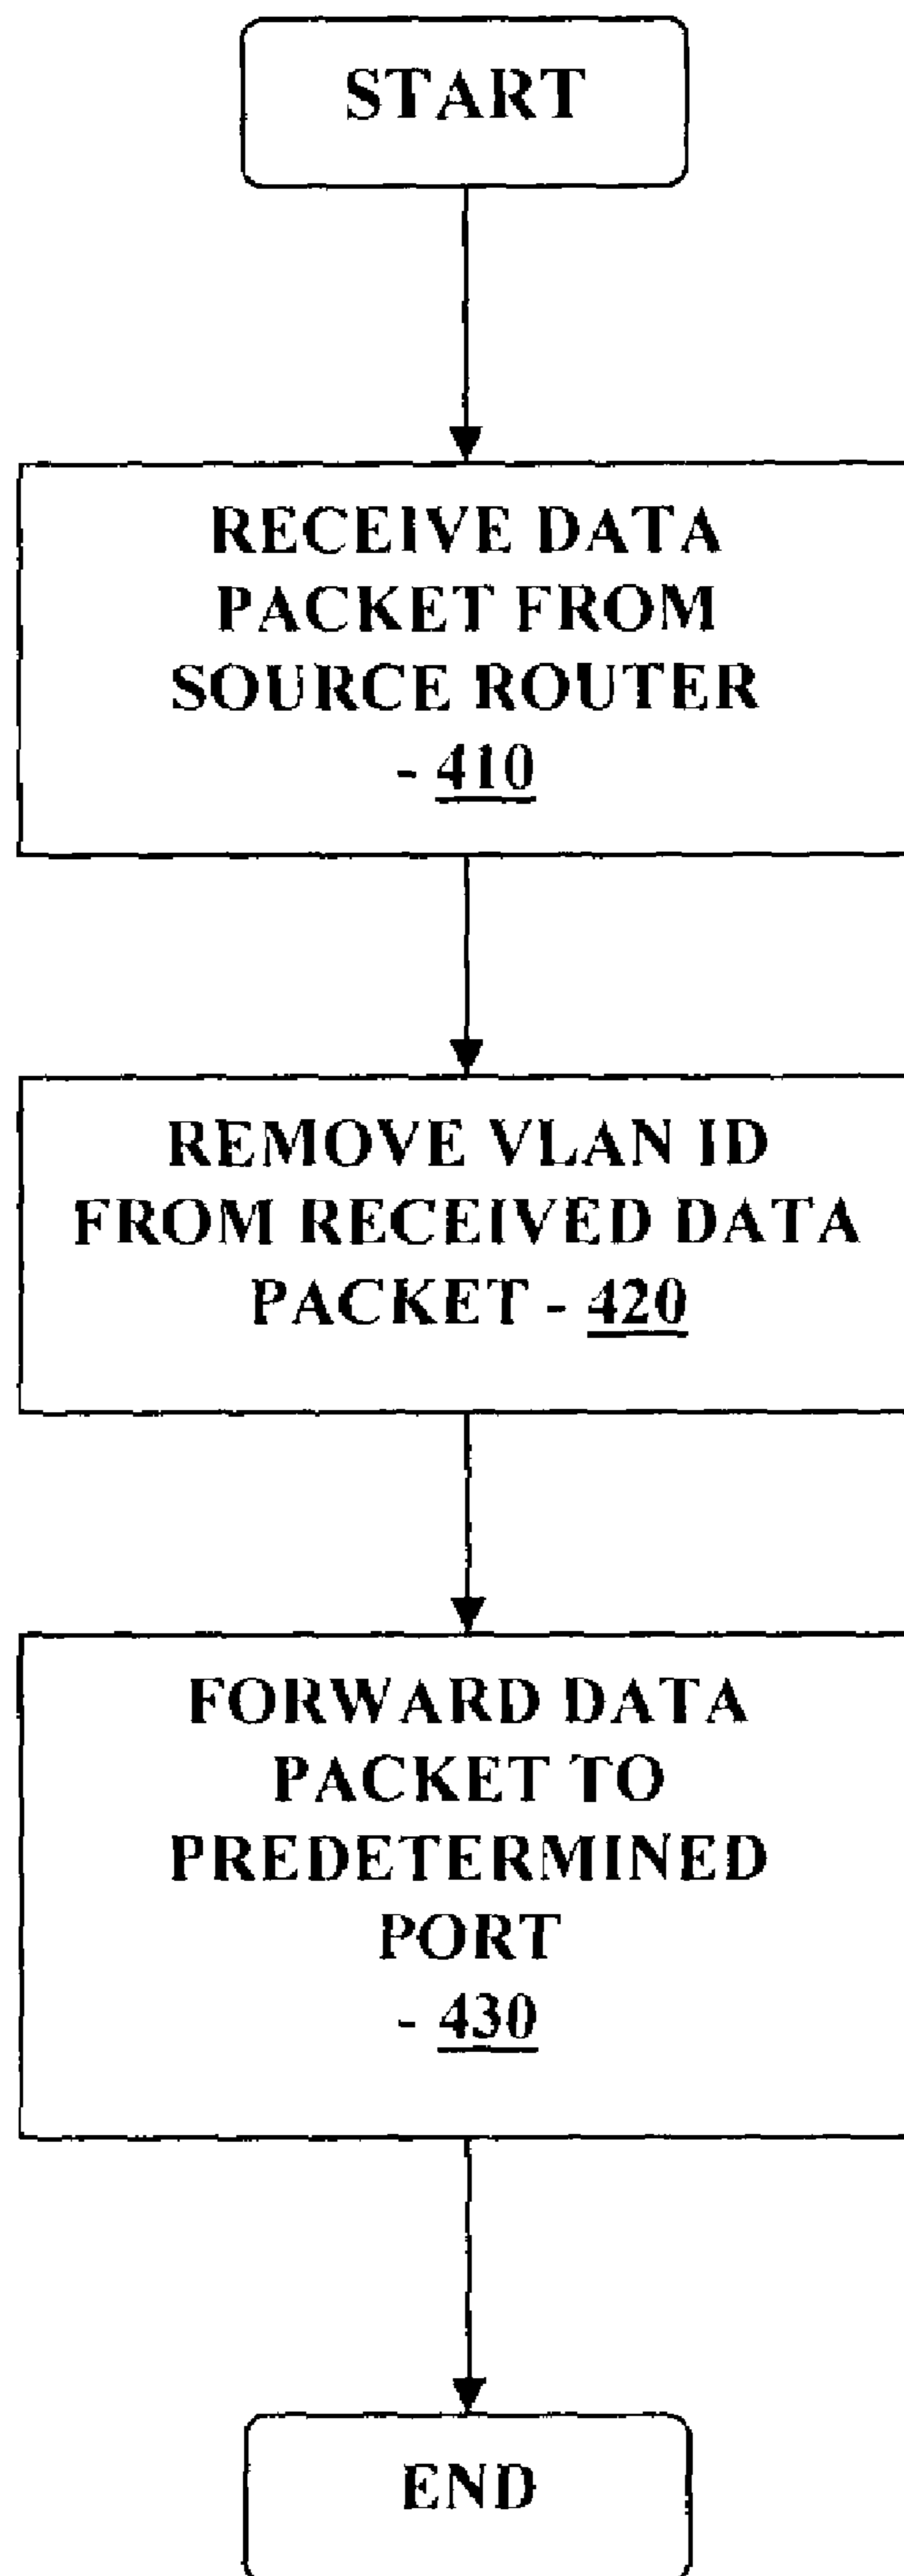 START
RECEIVE DATA
PACKET FROM
SOURCE ROUTER
- 410
REMOVE VLAN ID
FROM RECEIVED DATA
PACKET - 420
FORWARD DATA
PACKET TO
PREDETERMINED
PORT
- 430
END